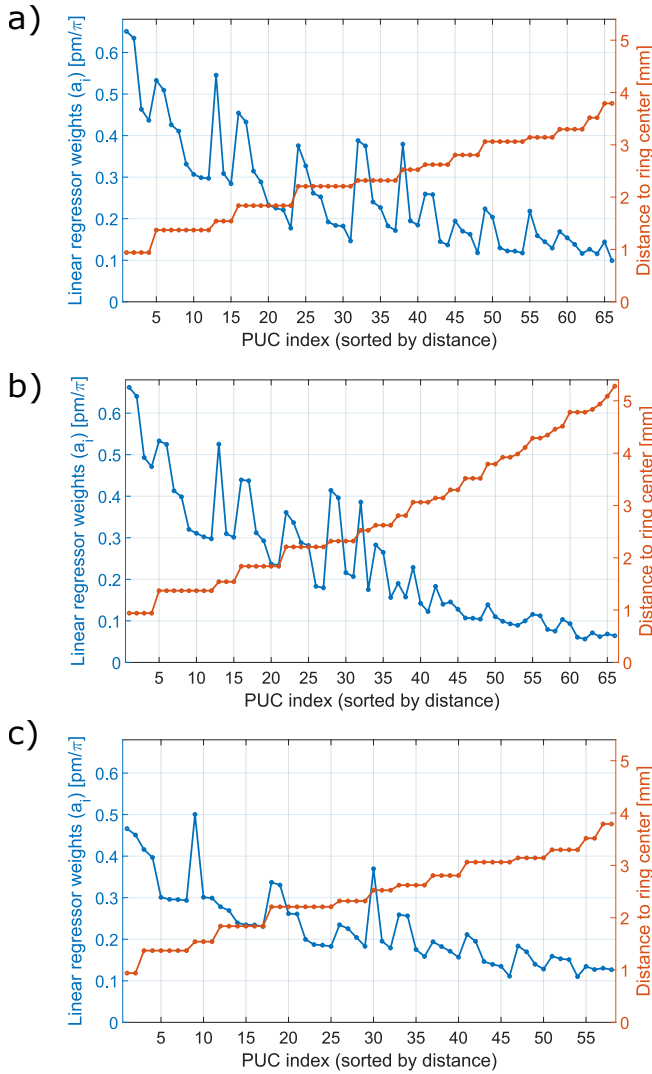 a)
Linear regressor weights (a_i) [pm/π]
0.6
0.5
0.4
0.3
0.2
0.1
0
5
4
3
2
1
0
Distance to ring center [mm]
5 10 15 20 25 30 35 40 45 50 55 60 65
PUC index (sorted by distance)
b)
Linear regressor weights (a_i) [pm/π]
0.6
0.5
0.4
0.3
0.2
0.1
0
5
4
3
2
1
0
Distance to ring center [mm]
5 10 15 20 25 30 35 40 45 50 55 60 65
PUC index (sorted by distance)
c)
Linear regressor weights (a_i) [pm/π]
0.6
0.5
0.4
0.3
0.2
0.1
0
5
4
3
2
1
0
Distance to ring center [mm]
5 10 15 20 25 30 35 40 45 50 55
PUC index (sorted by distance)